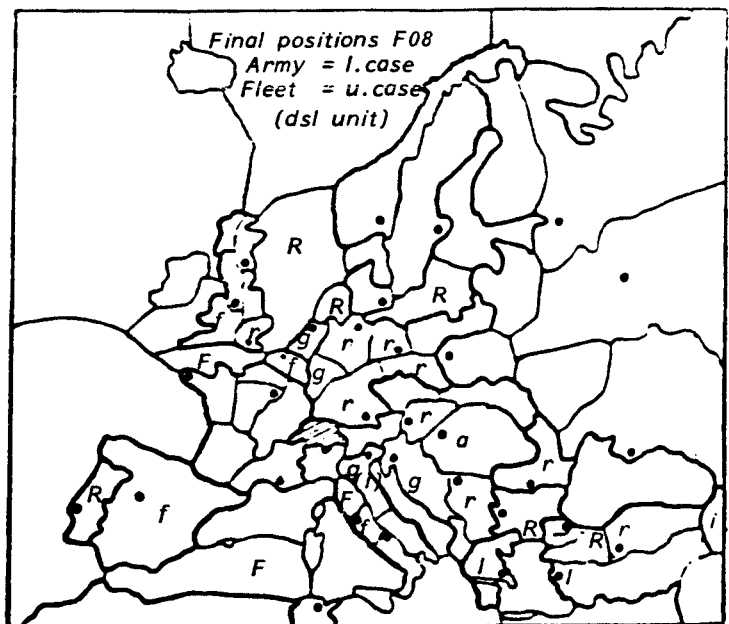 Final positions F08
Army = l.case
Fleet = u.case
(dsl unit)
i
R
R
R
f
r
g
r
r
F
f
r
g
r
r
a
g
r
g
R
F
r
f
f
R
r
i
R
F
I
I